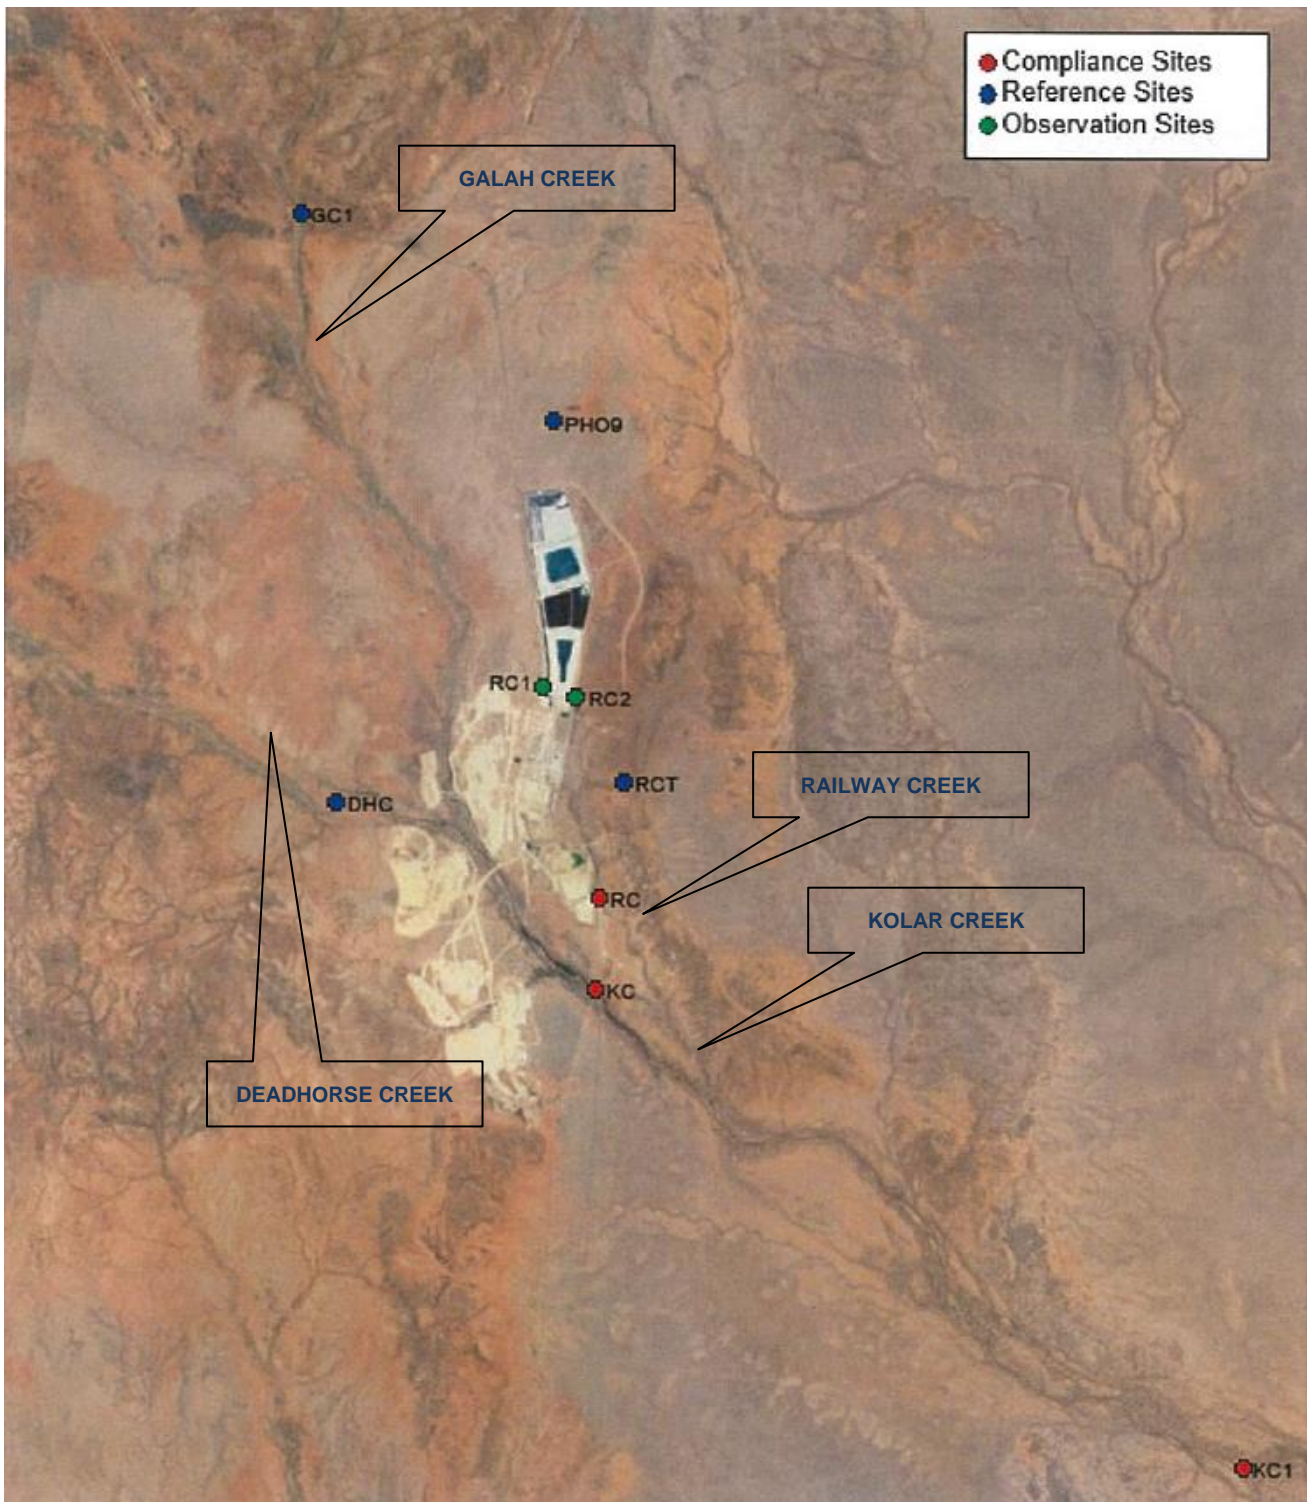 Compliance Sites
Reference Sites
Observation Sites
GALAH CREEK
GC1
PHO9
RC1
RC2
RCT
RAILWAY CREEK
DHC
RC
KOLAR CREEK
KC
DEADHORSE CREEK
KC1